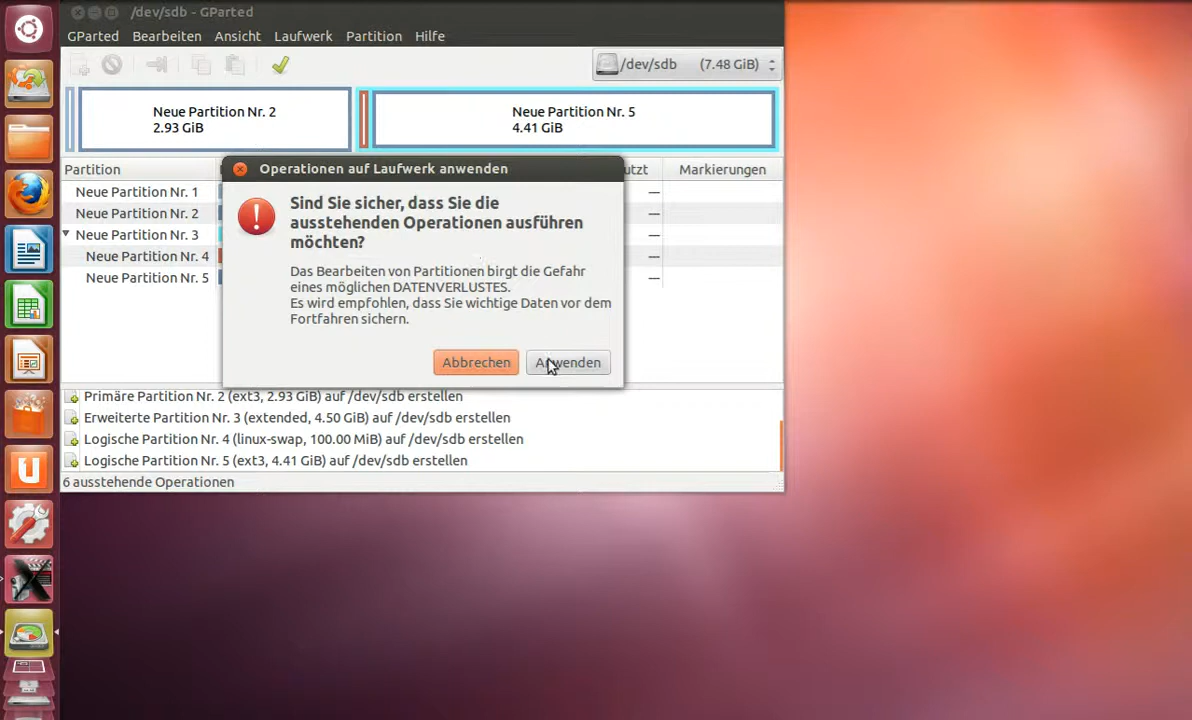 /dev/sdb - GParted
GParted Bearbeiten Ansicht Laufwerk Partition Hilfe
/dev/sdb (7.48 GiB)
Neue Partition Nr. 2
2.93 GiB
Neue Partition Nr. 5
4.41 GiB
Partition
utzt
Markierungen
Neue Partition Nr. 1 —
Neue Partition Nr. 2 —
Neue Partition Nr. 3 —
Neue Partition Nr. 4 —
Neue Partition Nr. 5 —
Operationen auf Laufwerk anwenden
Sind Sie sicher, dass Sie die
ausstehenden Operationen ausführen
möchten?
Das Bearbeiten von Partitionen birgt die Gefahr
eines möglichen DATENVERLUSTES.
Es wird empfohlen, dass Sie wichtige Daten vor dem
Fortfahren sichern.
Abbrechen Anwenden
Primäre Partition Nr. 2 (ext3, 2.93 GiB) auf /dev/sdb erstellen
Erweiterte Partition Nr. 3 (extended, 4.50 GiB) auf /dev/sdb erstellen
Logische Partition Nr. 4 (linux-swap, 100.00 MiB) auf /dev/sdb erstellen
Logische Partition Nr. 5 (ext3, 4.41 GiB) auf /dev/sdb erstellen
6 ausstehende Operationen